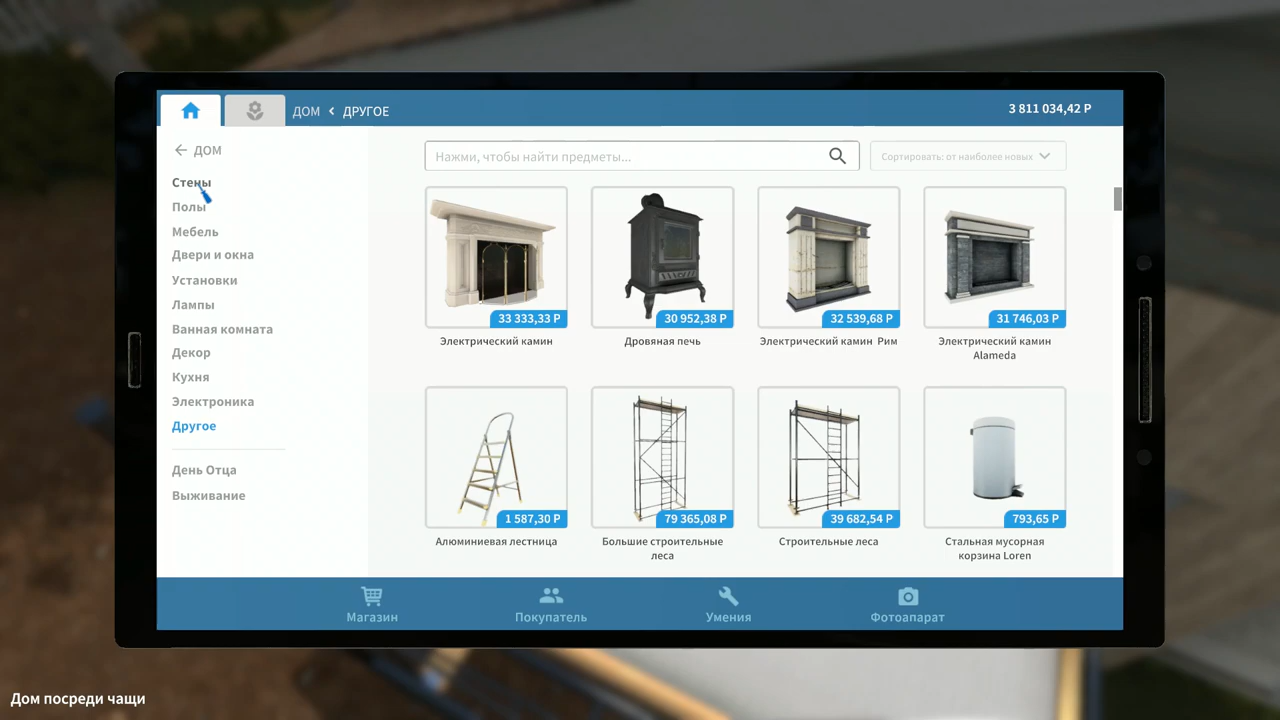 ДОМ ДРУГОЕ
3 811 034,42 Р
ДОМ
Стены
Полы
Мебель
Двери и окна
Установки
Лампы
Ванная комната
Декор
Кухня
Электроника
Другое
День Отца
Выживание
Нажми, чтобы найти предметы...
Сортировать: от наиболее новых
33 333,33 Р
Электрический камин
30 952,38 Р
Дровяная печь
32 539,68 Р
Электрический камин Рим
31 746,03 Р
Электрический камин
Alameda
1 587,30 Р
Алюминиевая лестница
79 365,08 Р
Большие строительные
леса
39 682,54 Р
Строительные леса
793,65 Р
Стальная мусорная
корзина Loren
Магазин
Покупатель
Умения
Фотоаппарат
Дом посреди чащи